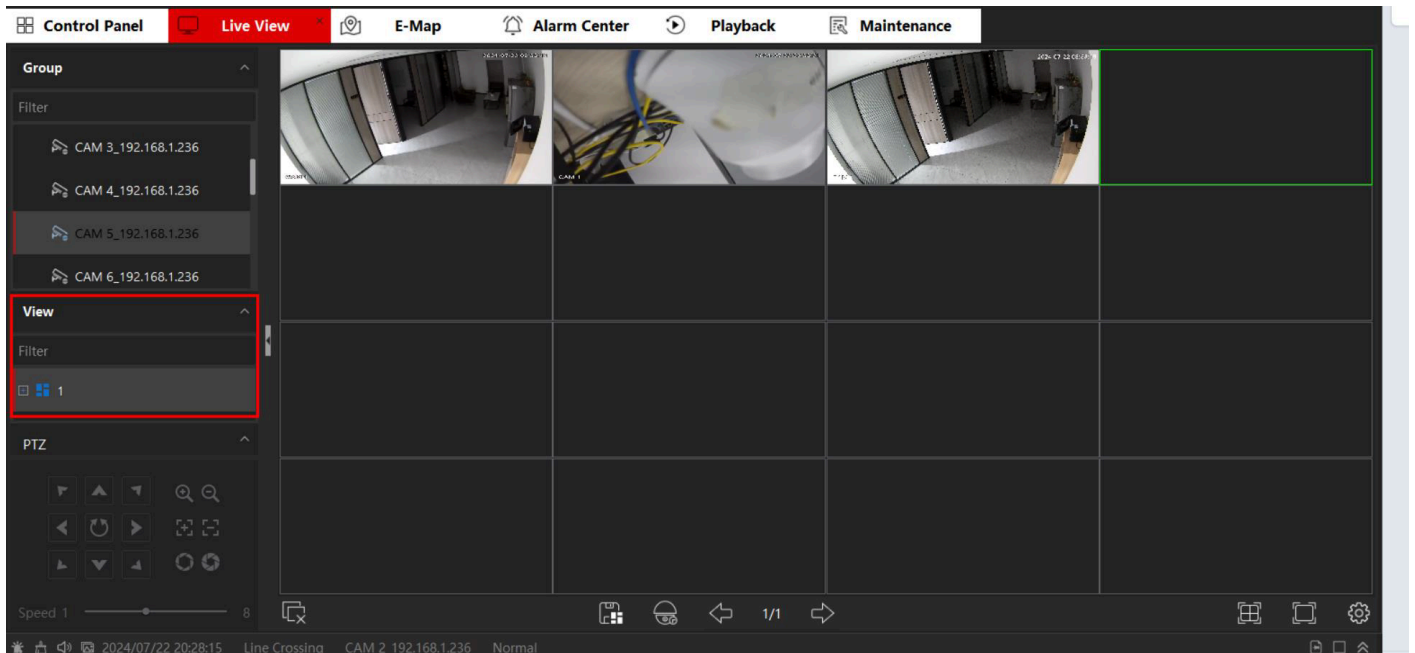 Control Panel Live View × E-Map Alarm Center Playback Maintenance
Group
Filter
CAM 3_192.168.1.236
CAM 4_192.168.1.236
CAM 5_192.168.1.236
CAM 6_192.168.1.236
View
Filter
1
PTZ
Speed 1 8
CAM 1
1/1
2024/07/22 20:28:15 Line Crossing CAM 2 192.168.1.236 Normal